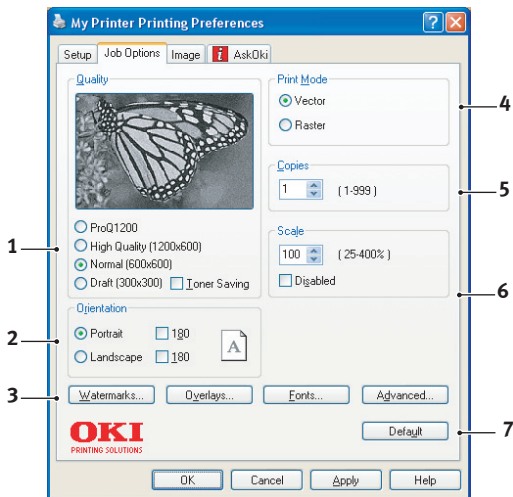 My Printer Printing Preferences
Setup Job Options Image i AskOki
Quality
ProQ1200
High Quality (1200x600)
Normal (600x600)
Draft (300x300) Toner Saving
Orientation
Portrait 180
Landscape 180
A
Print Mode
Vector
Raster
Copies
1 (1-999)
Scale
100 (25-400%)
Disabled
Watermarks... Overlays... Fonts... Advanced...
OKI
PRINTING SOLUTIONS
Default
OK Cancel Apply Help
1
2
3
4
5
6
7